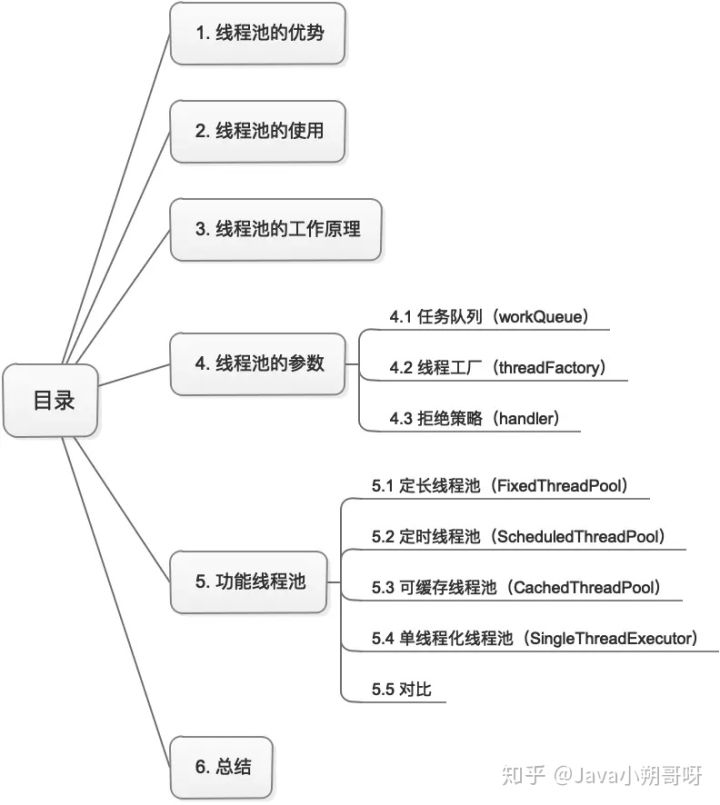 1. 线程池的优势
2. 线程池的使用
3. 线程池的工作原理
目录
4. 线程池的参数
4.1 任务队列（workQueue）
4.2 线程工厂（threadFactory）
4.3 拒绝策略（handler）
5. 功能线程池
5.1 定长线程池（FixedThreadPool）
5.2 定时线程池（ScheduledThreadPool）
5.3 可缓存线程池（CachedThreadPool）
5.4 单线程化线程池（SingleThreadExecutor）
5.5 对比
6. 总结
知乎 @Java小朔哥呀